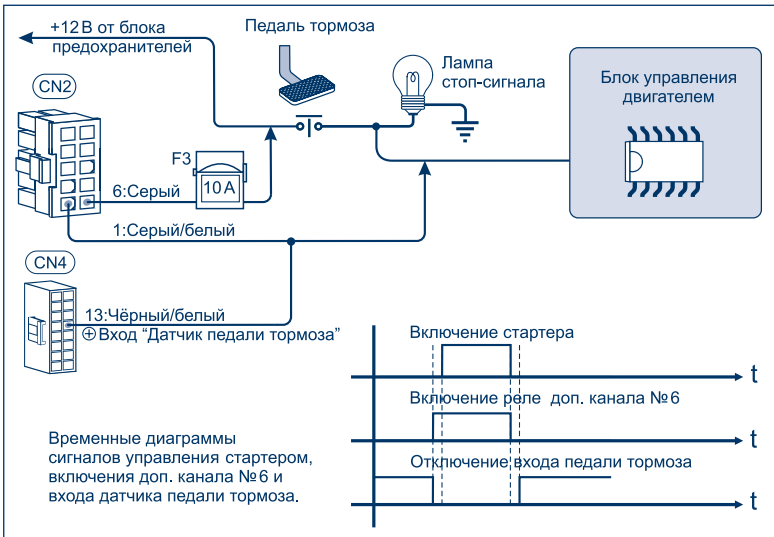 +12 В от блока
предохранителей
Педаль тормоза
Лампа
стоп-сигнала
Блок управления
двигателем
CN2
F3
10 А
6:Серый
1:Серый/белый
CN4
13:Чёрный/белый
⊕Вход “Датчик педали тормоза”
Включение стартера
t
Включение реле доп. канала №6
t
Отключение входа педали тормоза
t
Временные диаграммы
сигналов управления стартером,
включения доп. канала №6 и
входа датчика педали тормоза.